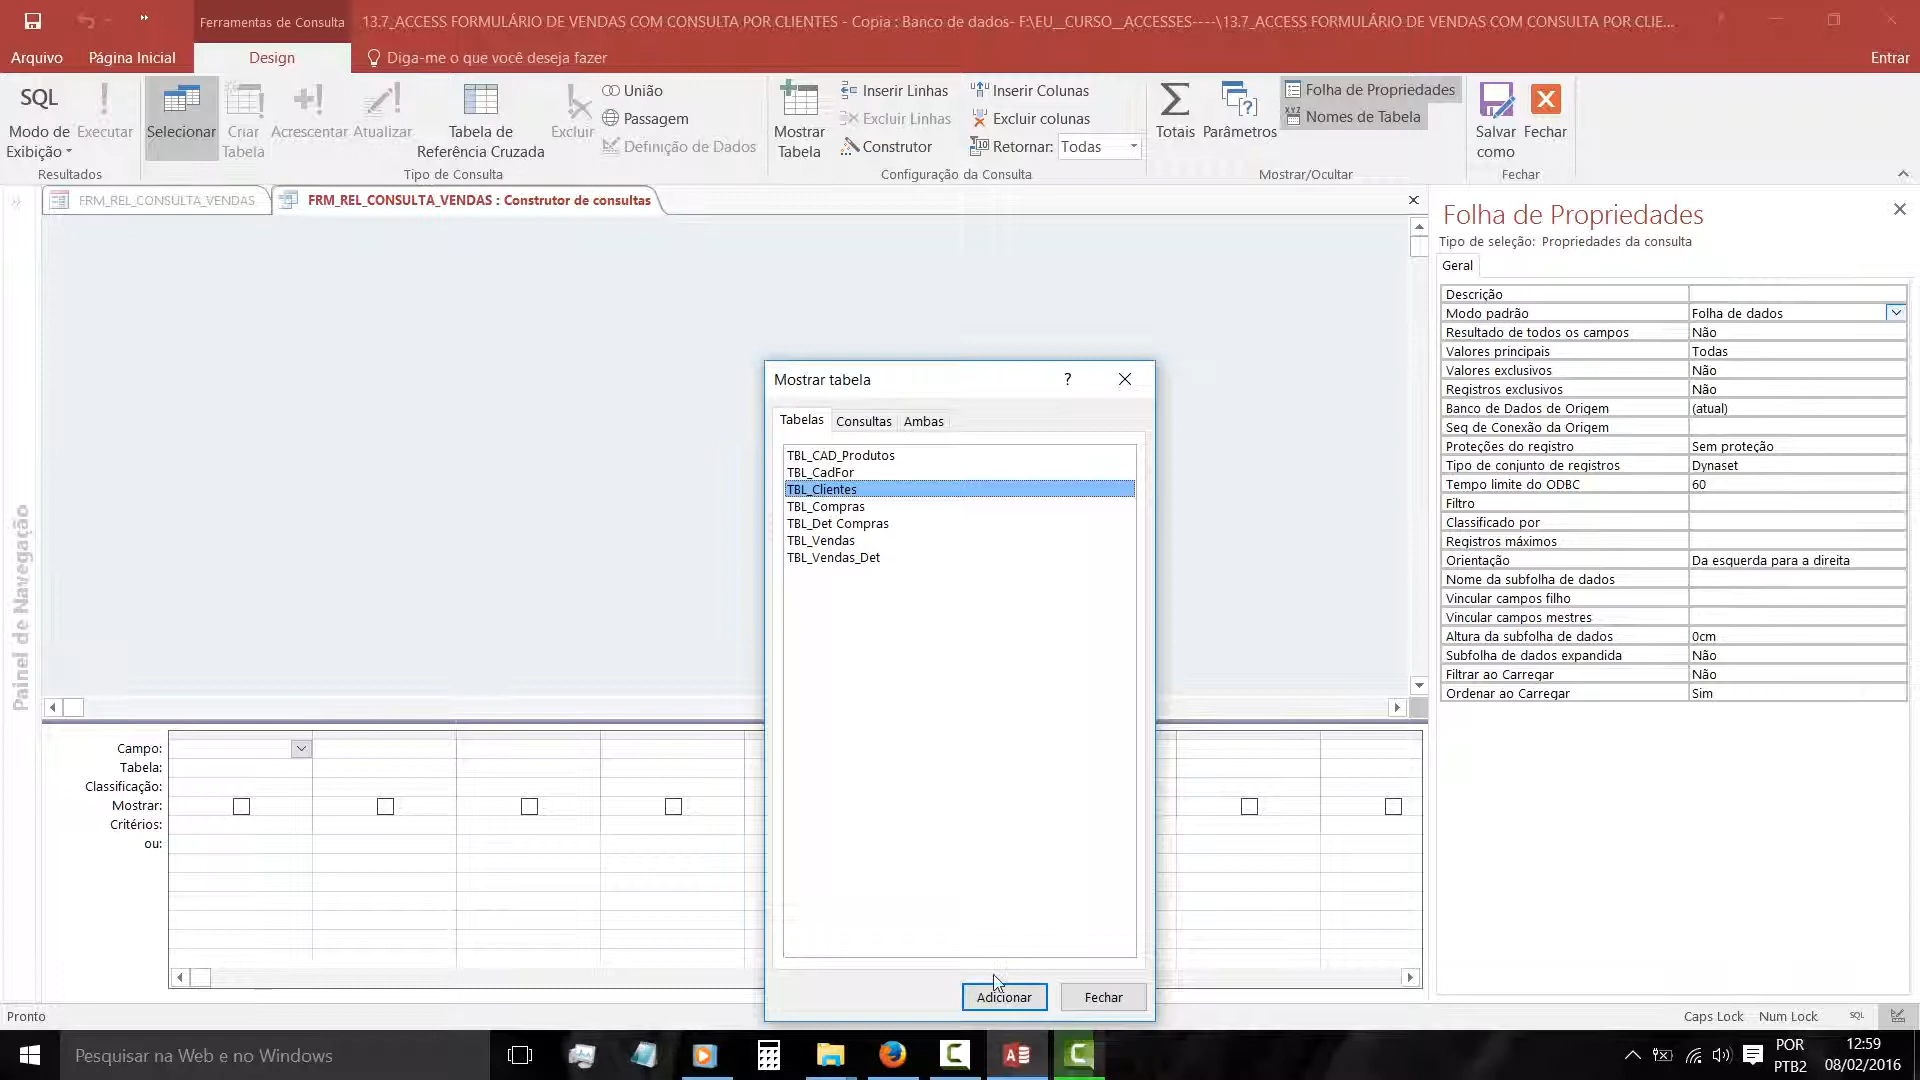 Ferramentas de Consulta
13.7_ACCESS FORMULÁRIO DE VENDAS COM CONSULTA POR CLIENTES - Copia : Banco de dados- F:\EU__CURSO__ACCESSES----\13.7_ACCESS FORMULÁRIO DE VENDAS COM CONSULTA POR CLIE...
Arquivo
Página Inicial
Design
Diga-me o que você deseja fazer
Entrar
SQL
Modo de Exibição
Executar
Resultados
Selecionar
Criar Tabela
Acrescentar
Atualizar
Tabela de Referência Cruzada
Excluir
União
Passagem
Definição de Dados
Tipo de Consulta
Mostrar Tabela
Inserir Linhas
Excluir Linhas
Construtor
Inserir Colunas
Excluir colunas
Retornar: Todas
Configuração da Consulta
Totais
Parâmetros
Folha de Propriedades
Nomes de Tabela
Mostrar/Ocultar
Salvar como
Fechar
Fechar
FRM_REL_CONSULTA_VENDAS
FRM_REL_CONSULTA_VENDAS : Construtor de consultas
Painel de Navegação
Mostrar tabela
?
Tabelas
Consultas
Ambas
TBL_CAD_Produtos
TBL_CadFor
TBL_Clientes
TBL_Compras
TBL_Det Compras
TBL_Vendas
TBL_Vendas_Det
Adicionar
Fechar
Campo:
Tabela:
Classificação:
Mostrar:
Critérios:
ou:
Folha de Propriedades
Tipo de seleção: Propriedades da consulta
Geral
Descrição
Modo padrão Folha de dados
Resultado de todos os campos Não
Valores principais Todas
Valores exclusivos Não
Registros exclusivos Não
Banco de Dados de Origem (atual)
Seq de Conexão da Origem
Proteções do registro Sem proteção
Tipo de conjunto de registros Dynaset
Tempo limite do ODBC 60
Filtro
Classificado por
Registros máximos
Orientação Da esquerda para a direita
Nome da subfolha de dados
Vincular campos filho
Vincular campos mestres
Altura da subfolha de dados 0cm
Subfolha de dados expandida Não
Filtrar ao Carregar Não
Ordenar ao Carregar Sim
Pronto
Caps Lock
Num Lock
SQL
Pesquisar na Web e no Windows
POR
PTB2
12:59
08/02/2016